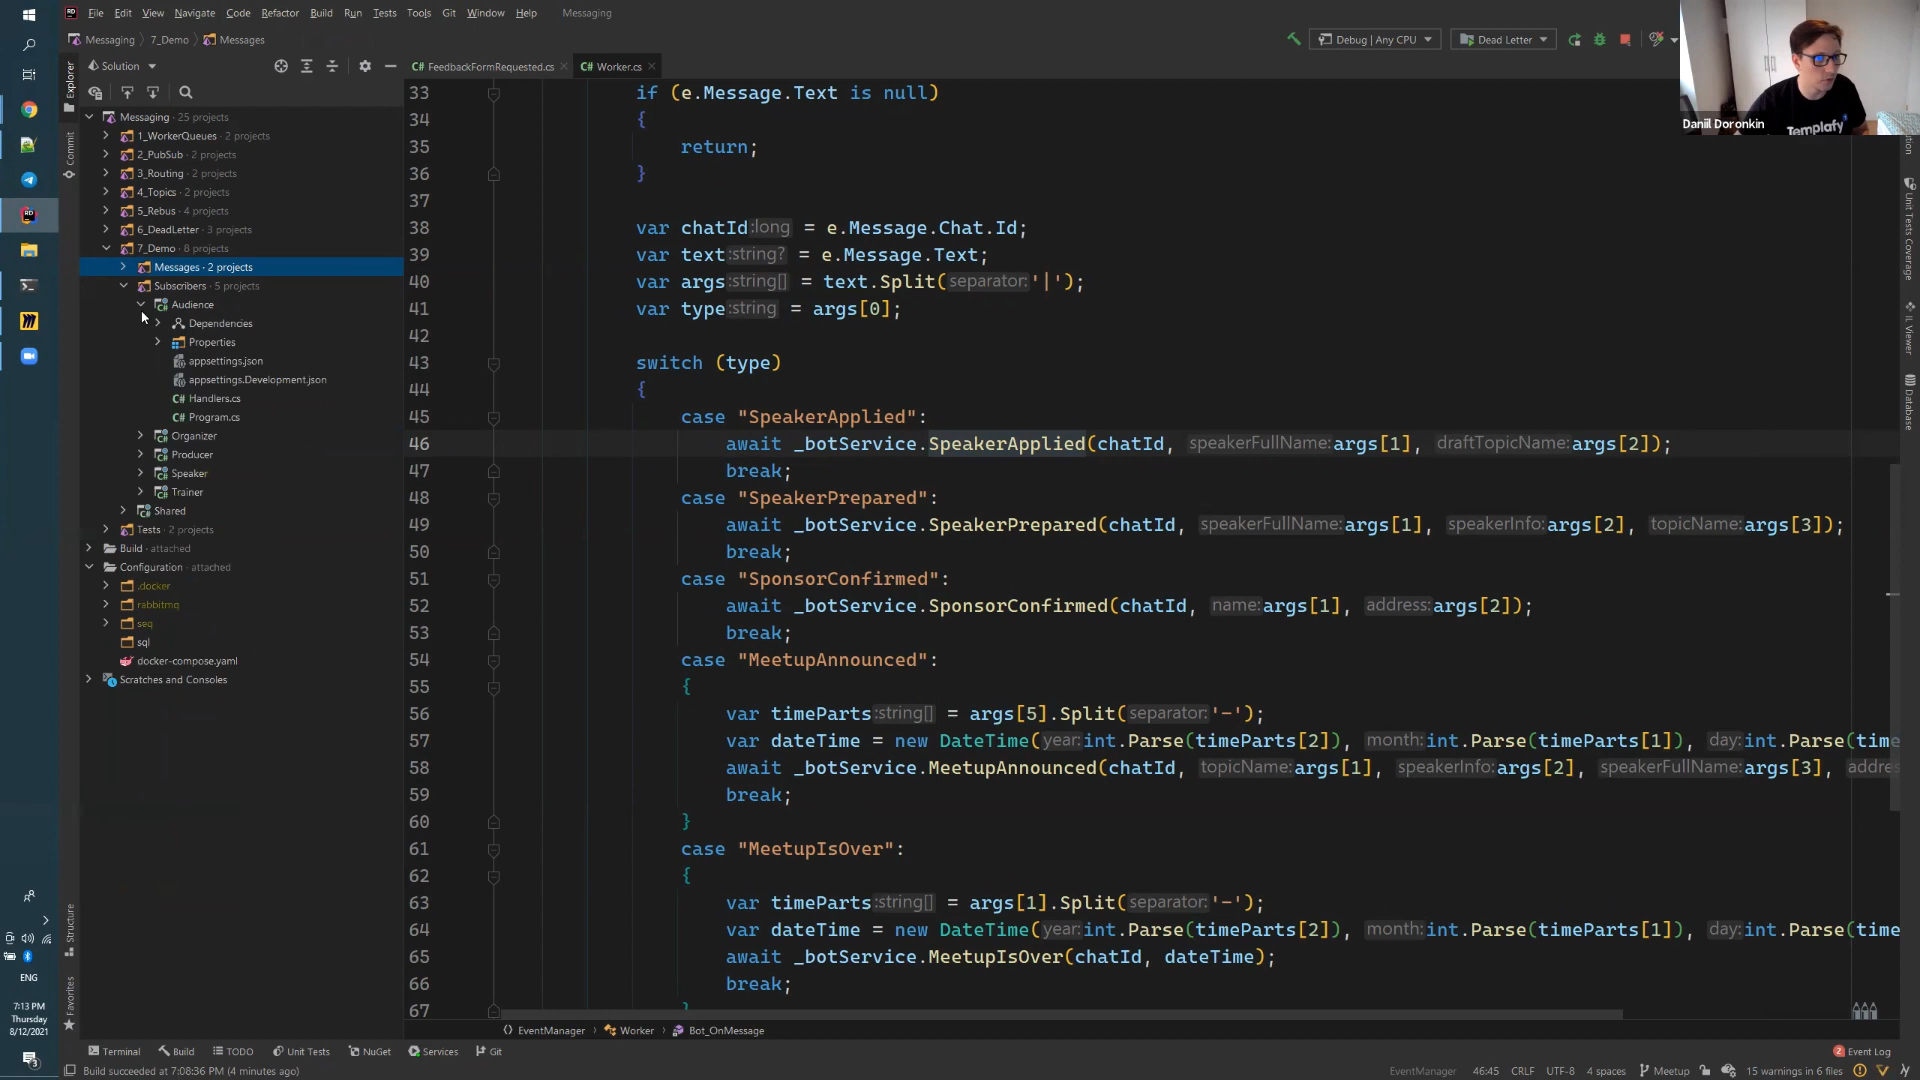 File Edit View Navigate Code Refactor Build Run Tests Tools Git Window Help Messaging
Messaging 7_Demo Messages
Debug | Any CPU Dead Letter
Daniil Doronkin
Templafy
Explorer
Commit
Structure
Favorites
Solution
Messaging · 25 projects
1_WorkerQueues · 2 projects
2_PubSub · 2 projects
3_Routing · 2 projects
4_Topics · 2 projects
5_Rebus · 4 projects
6_DeadLetter · 3 projects
7_Demo · 8 projects
Messages · 2 projects
Subscribers · 5 projects
Audience
Dependencies
Properties
appsettings.json
appsettings.Development.json
C# Handlers.cs
C# Program.cs
Organizer
Producer
Speaker
Trainer
Shared
Tests · 2 projects
Build · attached
Configuration · attached
.docker
rabbitmq
seq
sql
docker-compose.yaml
Scratches and Consoles
C# FeedbackFormRequested.cs C# Worker.cs
33 if (e.Message.Text is null)
34 {
35 return;
36 }
37
38 var chatId:long = e.Message.Chat.Id;
39 var text:string? = e.Message.Text;
40 var args:string[] = text.Split(separator:'|');
41 var type:string = args[0];
42
43 switch (type)
44 {
45 case "SpeakerApplied":
46 await _botService.SpeakerApplied(chatId, speakerFullName:args[1], draftTopicName:args[2]);
47 break;
48 case "SpeakerPrepared":
49 await _botService.SpeakerPrepared(chatId, speakerFullName:args[1], speakerInfo:args[2], topicName:args[3]);
50 break;
51 case "SponsorConfirmed":
52 await _botService.SponsorConfirmed(chatId, name:args[1], address:args[2]);
53 break;
54 case "MeetupAnnounced":
55 {
56 var timeParts:string[] = args[5].Split(separator:'-');
57 var dateTime = new DateTime(year:int.Parse(timeParts[2]), month:int.Parse(timeParts[1]), day:int.Parse(time
58 await _botService.MeetupAnnounced(chatId, topicName:args[1], speakerInfo:args[2], speakerFullName:args[3], addres
59 break;
60 }
61 case "MeetupIsOver":
62 {
63 var timeParts:string[] = args[1].Split(separator:'-');
64 var dateTime = new DateTime(year:int.Parse(timeParts[2]), month:int.Parse(timeParts[1]), day:int.Parse(time
65 await _botService.MeetupIsOver(chatId, dateTime);
66 break;
67 }
Unit Tests Coverage
IL Viewer
Database
EventManager Worker Bot_OnMessage
Terminal Build TODO Unit Tests NuGet Services Git 2 Event Log
Build succeeded at 7:08:36 PM (4 minutes ago) EventManager 46:45 CRLF UTF-8 4 spaces Meetup 15 warnings in 6 files
ENG
7:13 PM
Thursday
8/12/2021
3